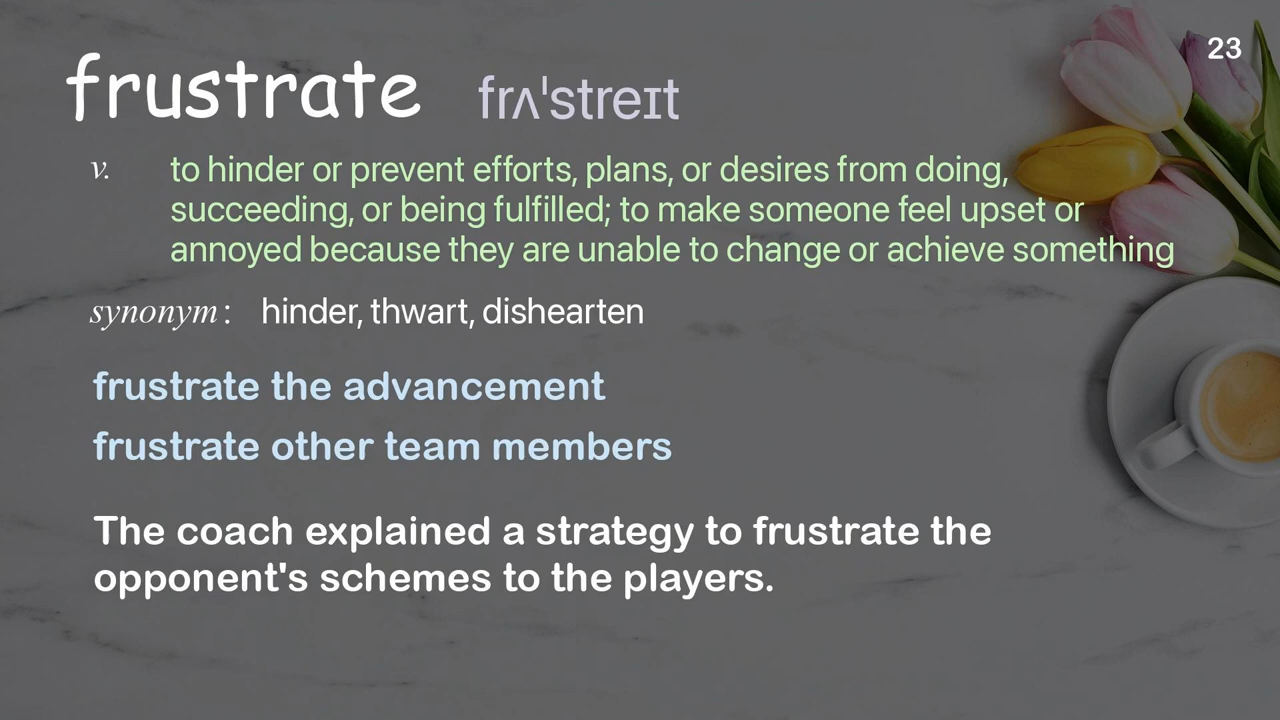 23
frustrate frʌˈstreɪt
v. to hinder or prevent efforts, plans, or desires from doing,
succeeding, or being fulfilled; to make someone feel upset or
annoyed because they are unable to change or achieve something
synonym: hinder, thwart, dishearten
frustrate the advancement
frustrate other team members
The coach explained a strategy to frustrate the
opponent's schemes to the players.